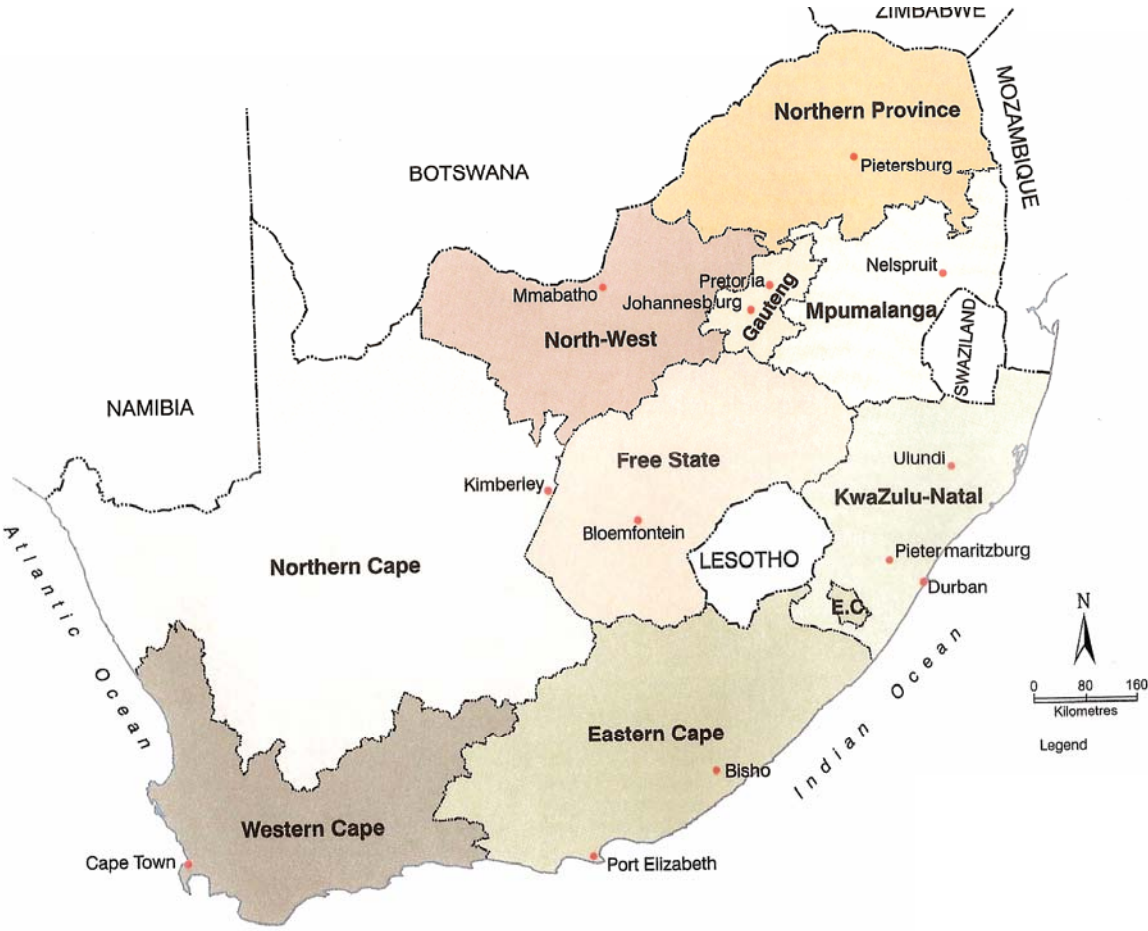 ZIMBABWE
MOZAMBIQUE
Northern Province
Pietersburg
BOTSWANA
Nelspruit
Pretoria
Mmabatho
Johannesburg
Gauteng
Mpumalanga
North-West
SWAZILAND
NAMIBIA
Free State
Ulundi
Kimberley
KwaZulu-Natal
Bloemfontein
Pietermaritzburg
LESOTHO
Northern Cape
Durban
E.C.
Atlantic Ocean
N
0 80 160
Kilometres
Legend
Indian Ocean
Eastern Cape
Bisho
Western Cape
Cape Town
Port Elizabeth